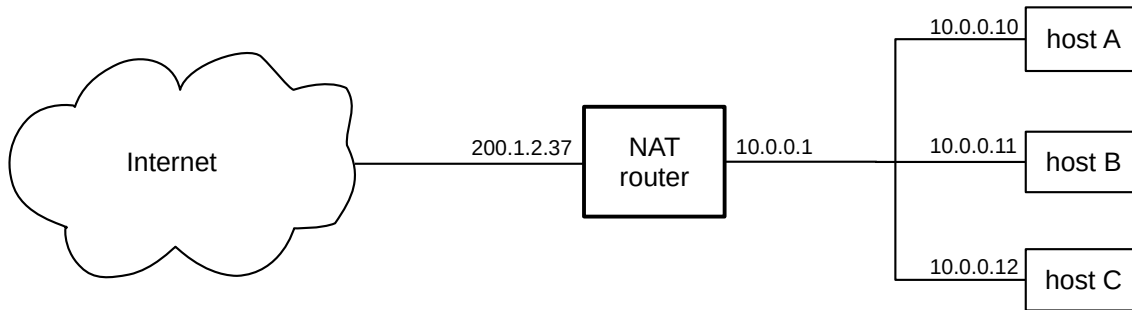 10.0.0.10
host A
Internet
200.1.2.37
NAT
router
10.0.0.1
10.0.0.11
host B
10.0.0.12
host C